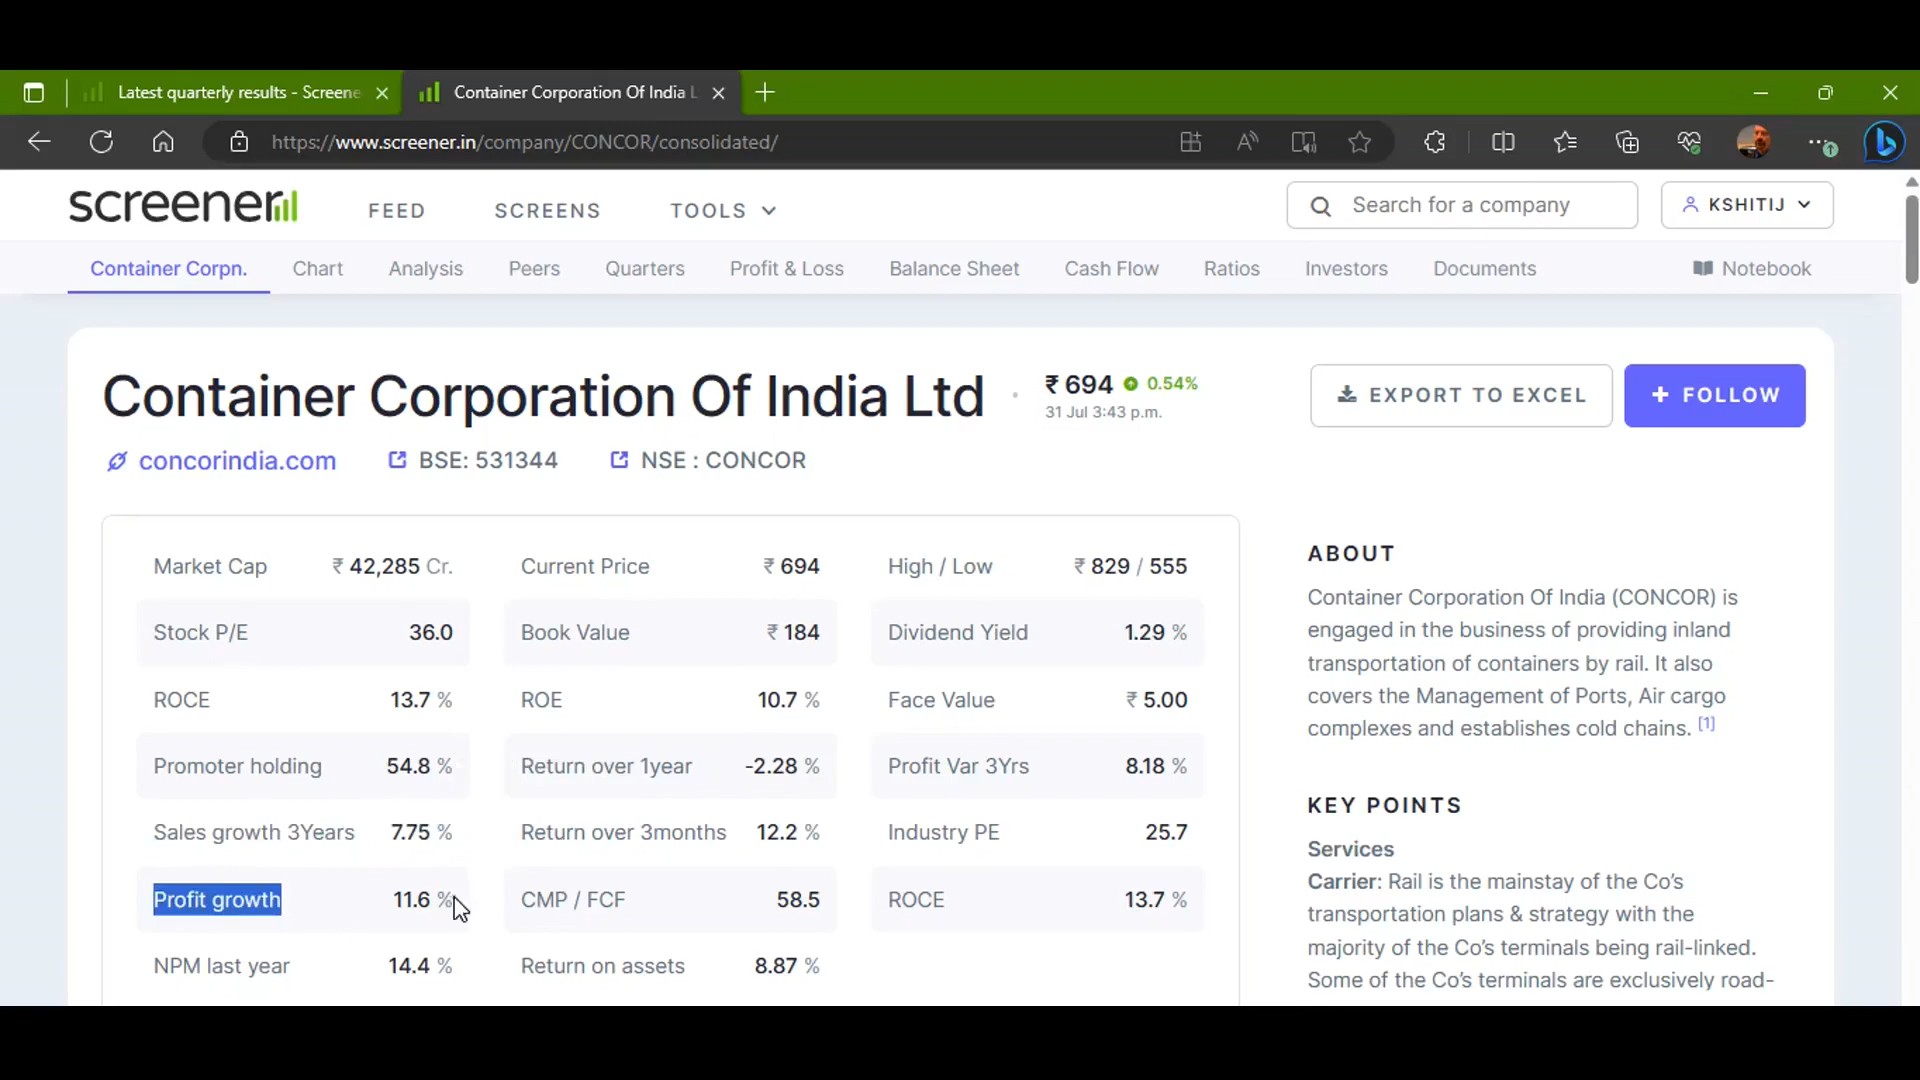 Latest quarterly results - Screene
Container Corporation Of India L
https://www.screener.in/company/CONCOR/consolidated/
screener
FEED
SCREENS
TOOLS
Search for a company
KSHITIJ
Container Corpn.
Chart
Analysis
Peers
Quarters
Profit & Loss
Balance Sheet
Cash Flow
Ratios
Investors
Documents
Notebook
Container Corporation Of India Ltd
₹ 694 0.54%
31 Jul 3:43 p.m.
EXPORT TO EXCEL
+ FOLLOW
concorindia.com
BSE: 531344
NSE : CONCOR
Market Cap ₹ 42,285 Cr.
Current Price ₹ 694
High / Low ₹ 829 / 555
Stock P/E 36.0
Book Value ₹ 184
Dividend Yield 1.29 %
ROCE 13.7 %
ROE 10.7 %
Face Value ₹ 5.00
Promoter holding 54.8 %
Return over 1year -2.28 %
Profit Var 3Yrs 8.18 %
Sales growth 3Years 7.75 %
Return over 3months 12.2 %
Industry PE 25.7
Profit growth 11.6 %
CMP / FCF 58.5
ROCE 13.7 %
NPM last year 14.4 %
Return on assets 8.87 %
ABOUT
Container Corporation Of India (CONCOR) is
engaged in the business of providing inland
transportation of containers by rail. It also
covers the Management of Ports, Air cargo
complexes and establishes cold chains. [1]
KEY POINTS
Services
Carrier: Rail is the mainstay of the Co's
transportation plans & strategy with the
majority of the Co's terminals being rail-linked.
Some of the Co's terminals are exclusively road-